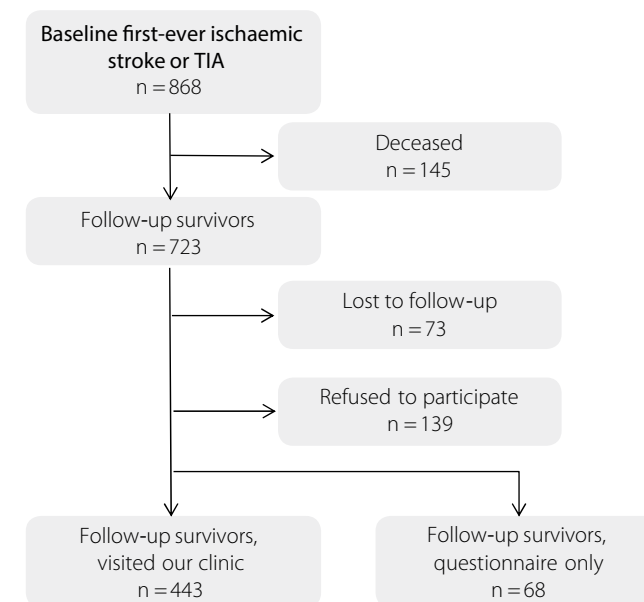 Baseline first-ever ischaemic
stroke or TIA
n = 868
Deceased
n = 145
Follow-up survivors
n = 723
Lost to follow-up
n = 73
Refused to participate
n = 139
Follow-up survivors,
visited our clinic
n = 443
Follow-up survivors,
questionnaire only
n = 68